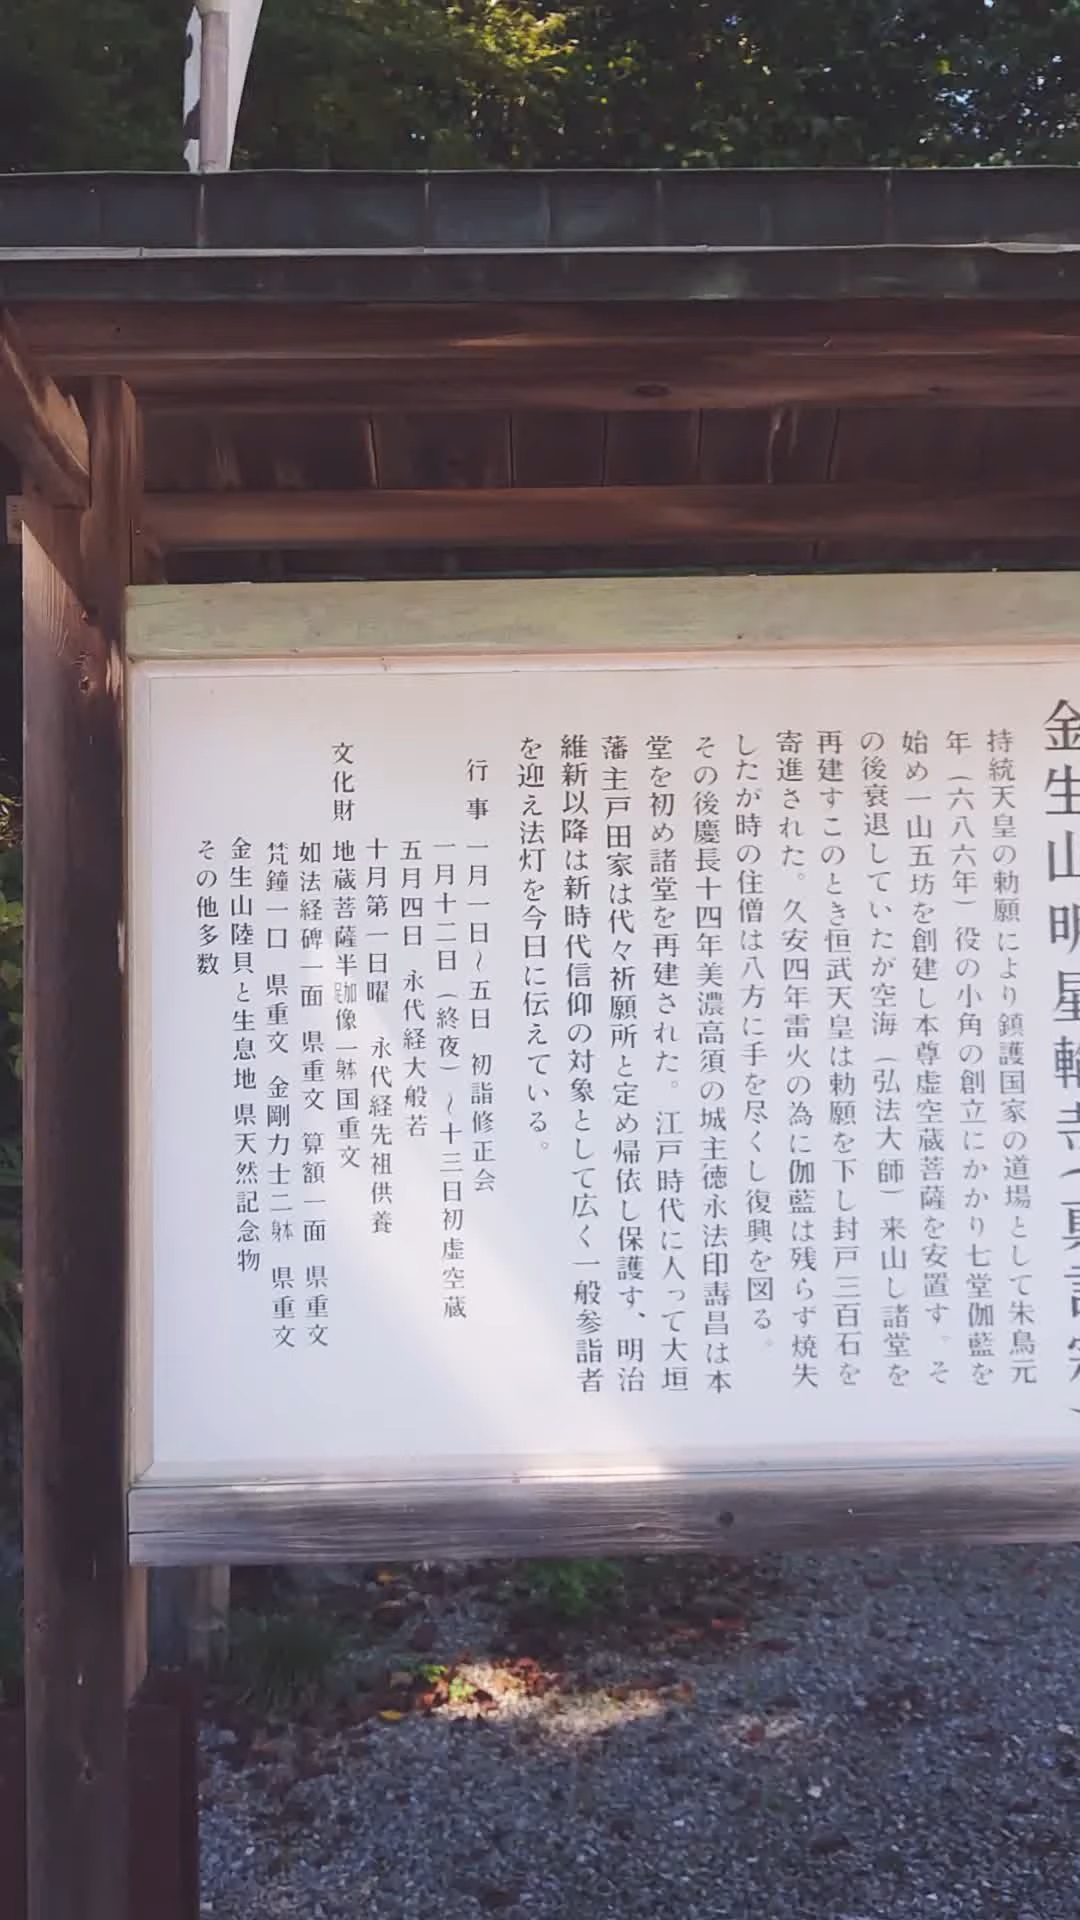 金生山明星輪寺（真言宗）
持統天皇の勅願により鎮護国家の道場として朱鳥元
年（六八六年）役の小角の創立にかかり七堂伽藍を
始め一山五坊を創建し本尊虚空蔵菩薩を安置す。そ
の後衰退していたが空海（弘法大師）来山し諸堂を
再建すこのとき恒武天皇は勅願を下し封戸三百石を
寄進された。久安四年雷火の為に伽藍は残らず焼失
したが時の住僧は八方に手を尽くし復興を図る。
その後慶長十四年美濃高須の城主徳永法印壽昌は本
堂を初め諸堂を再建された。江戸時代に入って大垣
藩主戸田家は代々祈願所と定め帰依し保護す、明治
維新以降は新時代信仰の対象として広く一般参詣者
を迎え法灯を今日に伝えている。
行事 一月一日～五日 初詣修正会
一月十二日（終夜）～十三日初虚空蔵
五月四日 永代経大般若
十月第一日曜 永代経先祖供養
文化財 地蔵菩薩半跏像一躰国重文
如法経碑一面 県重文 算額一面 県重文
梵鐘一口 県重文 金剛力士二躰 県重文
金生山陸貝と生息地 県天然記念物
その他多数